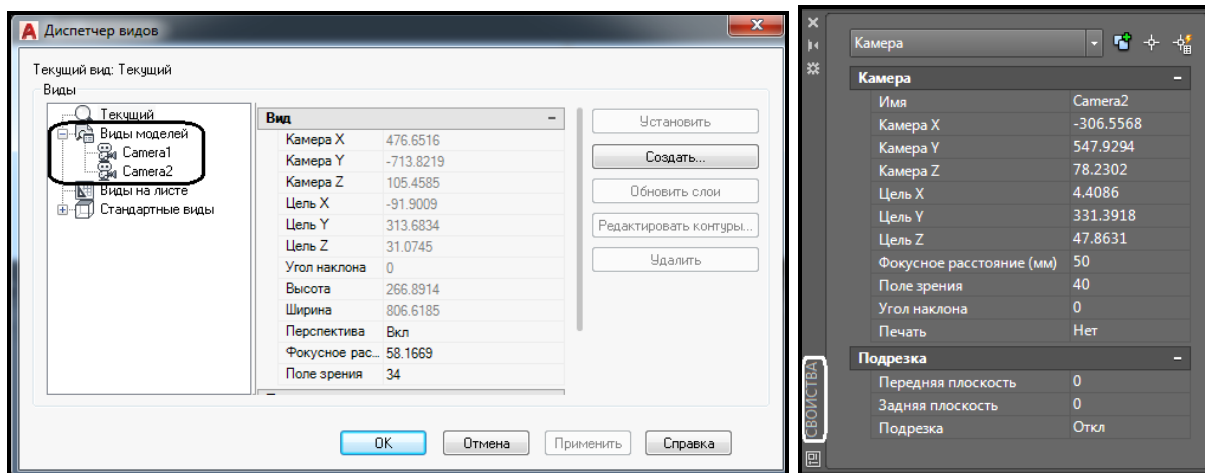 Диспетчер видов
Текущий вид: Текущий
Виды
Текущий
Виды моделей
Camera1
Camera2
Виды на листе
Стандартные виды
Вид
Камера X 476.6516
Камера Y -713.8219
Камера Z 105.4585
Цель X -91.9009
Цель Y 313.6834
Цель Z 31.0745
Угол наклона 0
Высота 266.8914
Ширина 806.6185
Перспектива Вкл
Фокусное рас... 58.1669
Поле зрения 34
Установить
Создать...
Обновить слои
Редактировать контуры...
Удалить
OK Отмена Применить Справка
Камера
Камера
Имя Camera2
Камера X -306.5568
Камера Y 547.9294
Камера Z 78.2302
Цель X 4.4086
Цель Y 331.3918
Цель Z 47.8631
Фокусное расстояние (мм) 50
Поле зрения 40
Угол наклона 0
Печать Нет
Подрезка
Передняя плоскость 0
Задняя плоскость 0
Подрезка Откл
СВОЙСТВА